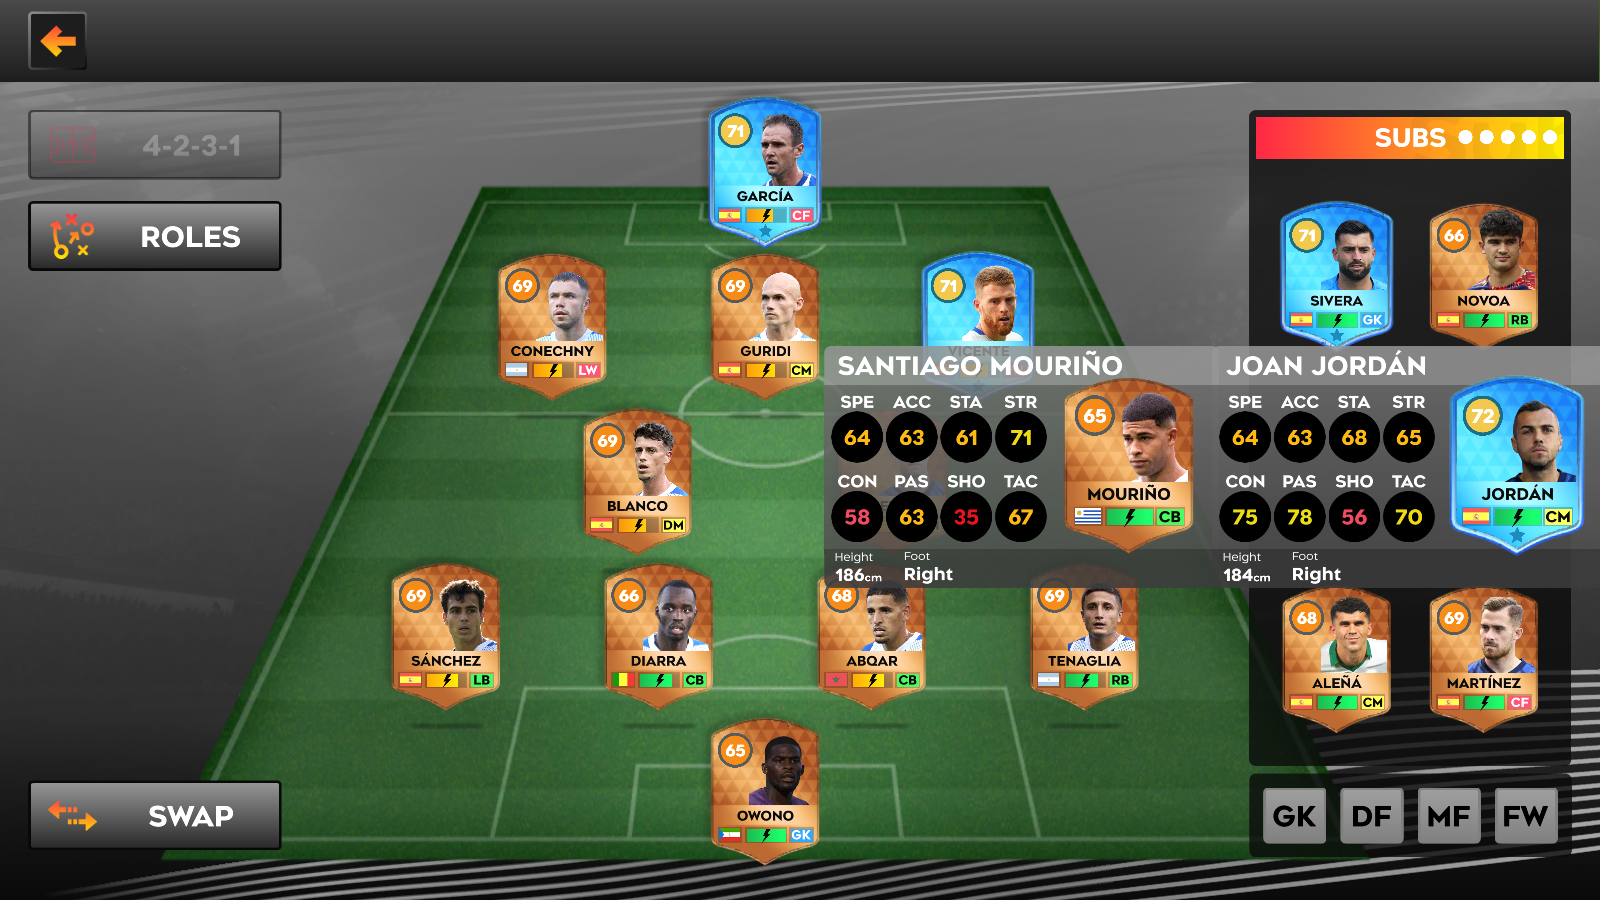 4-2-3-1
ROLES
71
GARCÍA
CF
SUBS
71
SIVERA
GK
66
NOVOA
RB
69
CONECHNY
LW
69
GURIDI
CM
71
VICENTE
SANTIAGO MOURIÑO
SPE ACC STA STR
64 63 61 71
CON PAS SHO TAC
58 63 35 67
Height
186cm
Foot
Right
65
MOURIÑO
CB
JOAN JORDÁN
SPE ACC STA STR
64 63 68 65
CON PAS SHO TAC
75 78 56 70
Height
184cm
Foot
Right
72
JORDÁN
CM
69
BLANCO
DM
69
SÁNCHEZ
LB
66
DIARRA
CB
68
ABQAR
CB
69
TENAGLIA
RB
68
ALEÑÁ
CM
69
MARTÍNEZ
CF
65
OWONO
GK
SWAP
GK DF MF FW